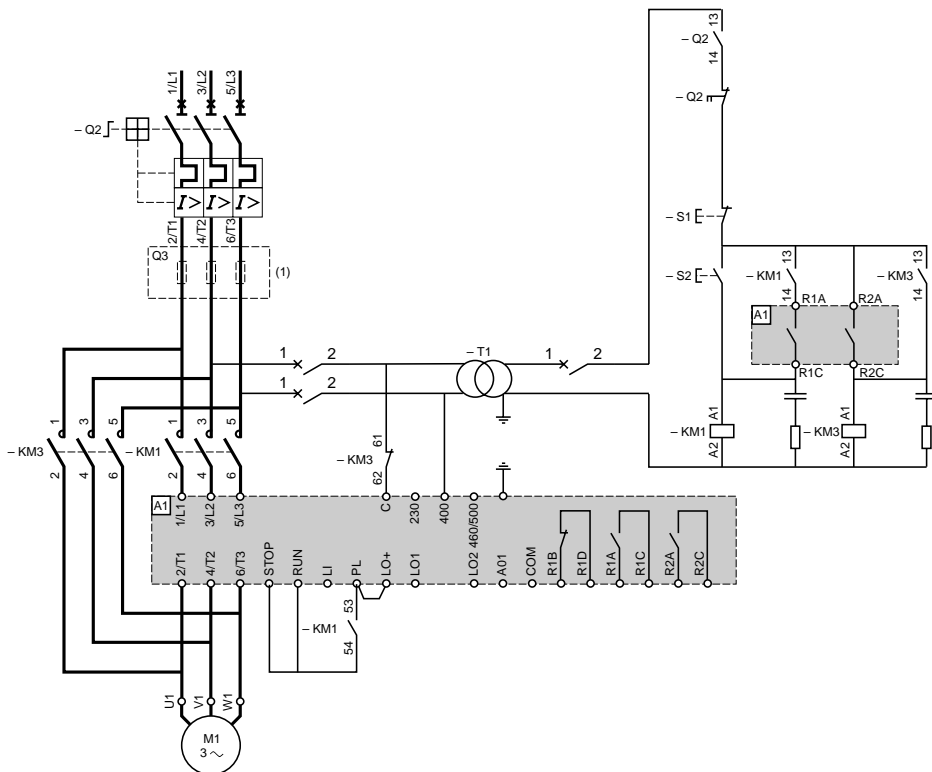 13
– Q2
14
– Q2
1/L1
3/L2
5/L3
– Q2
I >
I >
I >
2/T1
4/T2
6/T3
Q3
(1)
– S1
– S2
– KM1
13
14
– KM3
13
14
A1
R1A
R2A
R1C
R2C
1
2
1
2
– T1
1
2
– KM1
A1
A2
– KM3
A1
A2
– KM3
1
3
5
2
4
6
– KM1
1
3
5
2
4
6
– KM3
61
62
A1
1/L1
3/L2
5/L3
C
230
400
460/500
2/T1
4/T2
6/T3
STOP
RUN
LI
PL
LO+
LO1
LO2
A01
COM
R1B
R1D
R1A
R1C
R2A
R2C
– KM1
53
54
U1
V1
W1
M1
3 ~